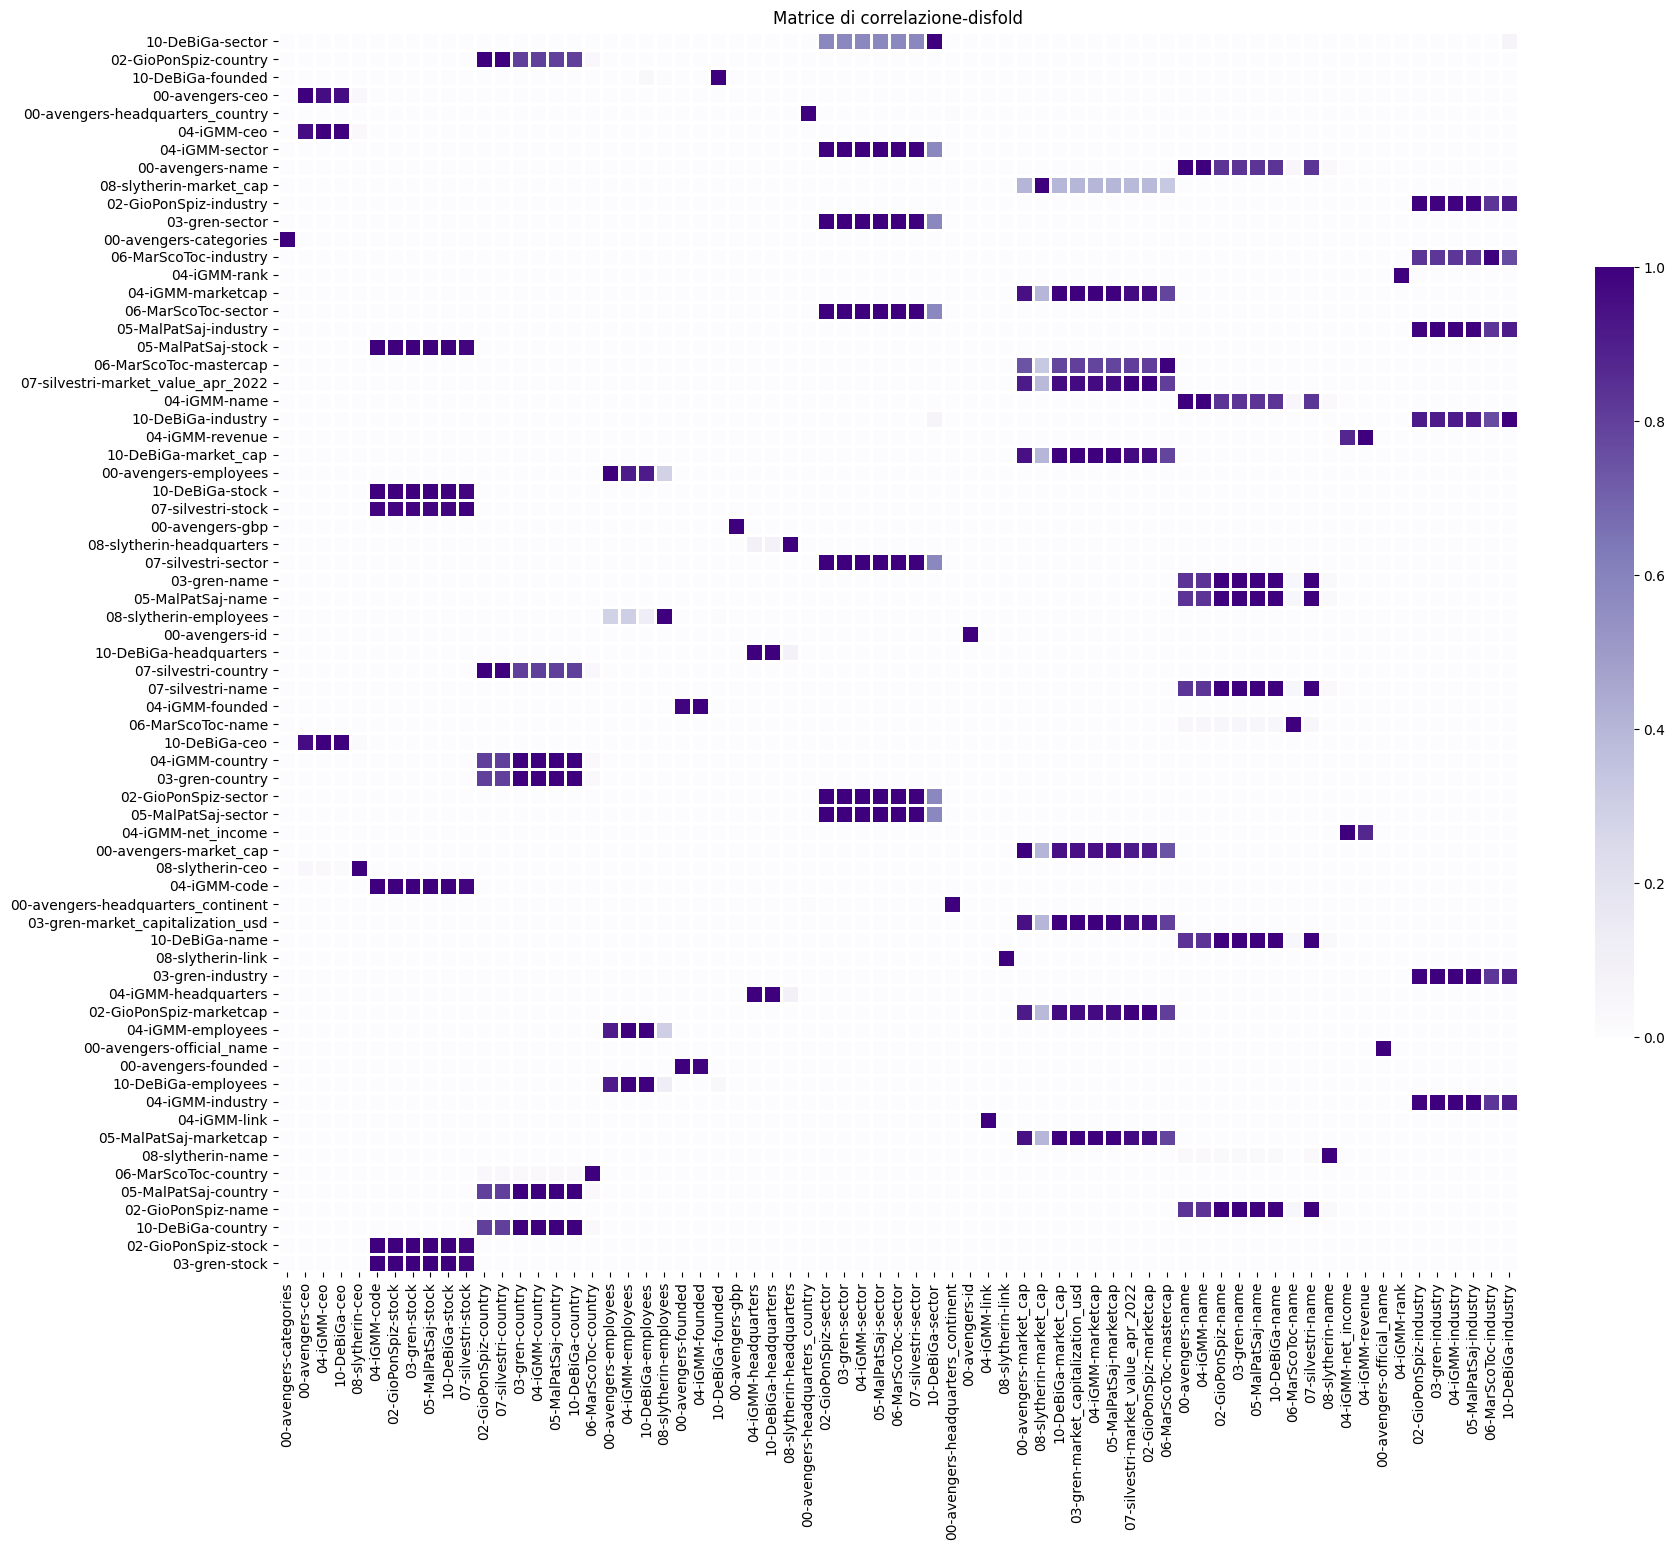 Matrice di correlazione-disfold
10-DeBiGa-sector
02-GioPonSpiz-country
10-DeBiGa-founded
00-avengers-ceo
00-avengers-headquarters_country
04-iGMM-ceo
04-iGMM-sector
00-avengers-name
08-slytherin-market_cap
02-GioPonSpiz-industry
03-gren-sector
00-avengers-categories
06-MarScoToc-industry
04-iGMM-rank
04-iGMM-marketcap
06-MarScoToc-sector
05-MalPatSaj-industry
05-MalPatSaj-stock
06-MarScoToc-mastercap
07-silvestri-market_value_apr_2022
04-iGMM-name
10-DeBiGa-industry
04-iGMM-revenue
10-DeBiGa-market_cap
00-avengers-employees
10-DeBiGa-stock
07-silvestri-stock
00-avengers-gbp
08-slytherin-headquarters
07-silvestri-sector
03-gren-name
05-MalPatSaj-name
08-slytherin-employees
00-avengers-id
10-DeBiGa-headquarters
07-silvestri-country
07-silvestri-name
04-iGMM-founded
06-MarScoToc-name
10-DeBiGa-ceo
04-iGMM-country
03-gren-country
02-GioPonSpiz-sector
05-MalPatSaj-sector
04-iGMM-net_income
00-avengers-market_cap
08-slytherin-ceo
04-iGMM-code
00-avengers-headquarters_continent
03-gren-market_capitalization_usd
10-DeBiGa-name
08-slytherin-link
03-gren-industry
04-iGMM-headquarters
02-GioPonSpiz-marketcap
04-iGMM-employees
00-avengers-official_name
00-avengers-founded
10-DeBiGa-employees
04-iGMM-industry
04-iGMM-link
05-MalPatSaj-marketcap
08-slytherin-name
06-MarScoToc-country
05-MalPatSaj-country
02-GioPonSpiz-name
10-DeBiGa-country
02-GioPonSpiz-stock
03-gren-stock
00-avengers-categories
00-avengers-ceo
04-iGMM-ceo
10-DeBiGa-ceo
08-slytherin-ceo
04-iGMM-code
02-GioPonSpiz-stock
03-gren-stock
05-MalPatSaj-stock
10-DeBiGa-stock
07-silvestri-stock
02-GioPonSpiz-country
07-silvestri-country
03-gren-country
04-iGMM-country
05-MalPatSaj-country
10-DeBiGa-country
06-MarScoToc-country
00-avengers-employees
04-iGMM-employees
10-DeBiGa-employees
08-slytherin-employees
00-avengers-founded
04-iGMM-founded
10-DeBiGa-founded
00-avengers-gbp
04-iGMM-headquarters
10-DeBiGa-headquarters
08-slytherin-headquarters
00-avengers-headquarters_country
02-GioPonSpiz-sector
03-gren-sector
04-iGMM-sector
05-MalPatSaj-sector
06-MarScoToc-sector
07-silvestri-sector
10-DeBiGa-sector
00-avengers-headquarters_continent
00-avengers-id
04-iGMM-link
08-slytherin-link
00-avengers-market_cap
08-slytherin-market_cap
10-DeBiGa-market_cap
03-gren-market_capitalization_usd
04-iGMM-marketcap
05-MalPatSaj-marketcap
07-silvestri-market_value_apr_2022
02-GioPonSpiz-marketcap
06-MarScoToc-mastercap
00-avengers-name
04-iGMM-name
02-GioPonSpiz-name
03-gren-name
05-MalPatSaj-name
10-DeBiGa-name
06-MarScoToc-name
07-silvestri-name
08-slytherin-name
04-iGMM-net_income
04-iGMM-revenue
00-avengers-official_name
04-iGMM-rank
02-GioPonSpiz-industry
03-gren-industry
04-iGMM-industry
05-MalPatSaj-industry
06-MarScoToc-industry
10-DeBiGa-industry
1.0
0.8
0.6
0.4
0.2
0.0